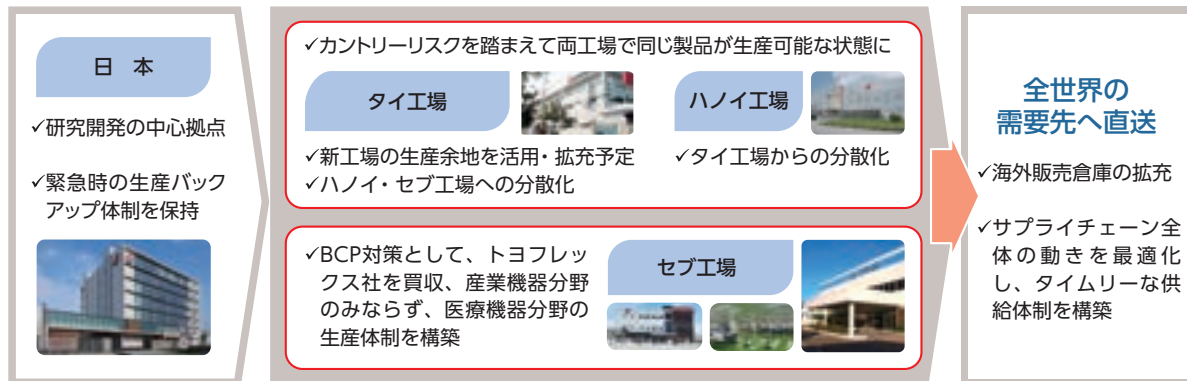 日 本
✓研究開発の中心拠点
✓緊急時の生産バック
アップ体制を保持
✓カントリーリスクを踏まえて両工場で同じ製品が生産可能な状態に
タイ工場
✓新工場の生産余地を活用・拡充予定
✓ハノイ・セブ工場への分散化
ハノイ工場
✓タイ工場からの分散化
✓BCP対策として、トヨフレッ
クス社を買収、産業機器分野
のみならず、医療機器分野の
生産体制を構築
セブ工場
全世界の
需要先へ直送
✓海外販売倉庫の拡充
✓サプライチェーン全
体の動きを最適化
し、タイムリーな供
給体制を構築